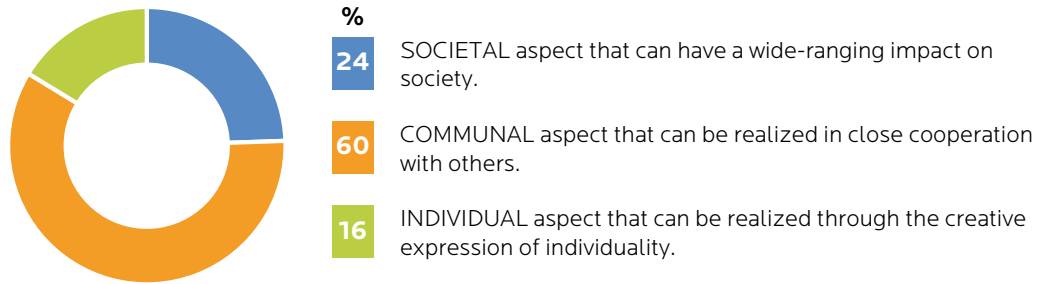 %
24
SOCIETAL aspect that can have a wide-ranging impact on
society.
60
COMMUNAL aspect that can be realized in close cooperation
with others.
16
INDIVIDUAL aspect that can be realized through the creative
expression of individuality.